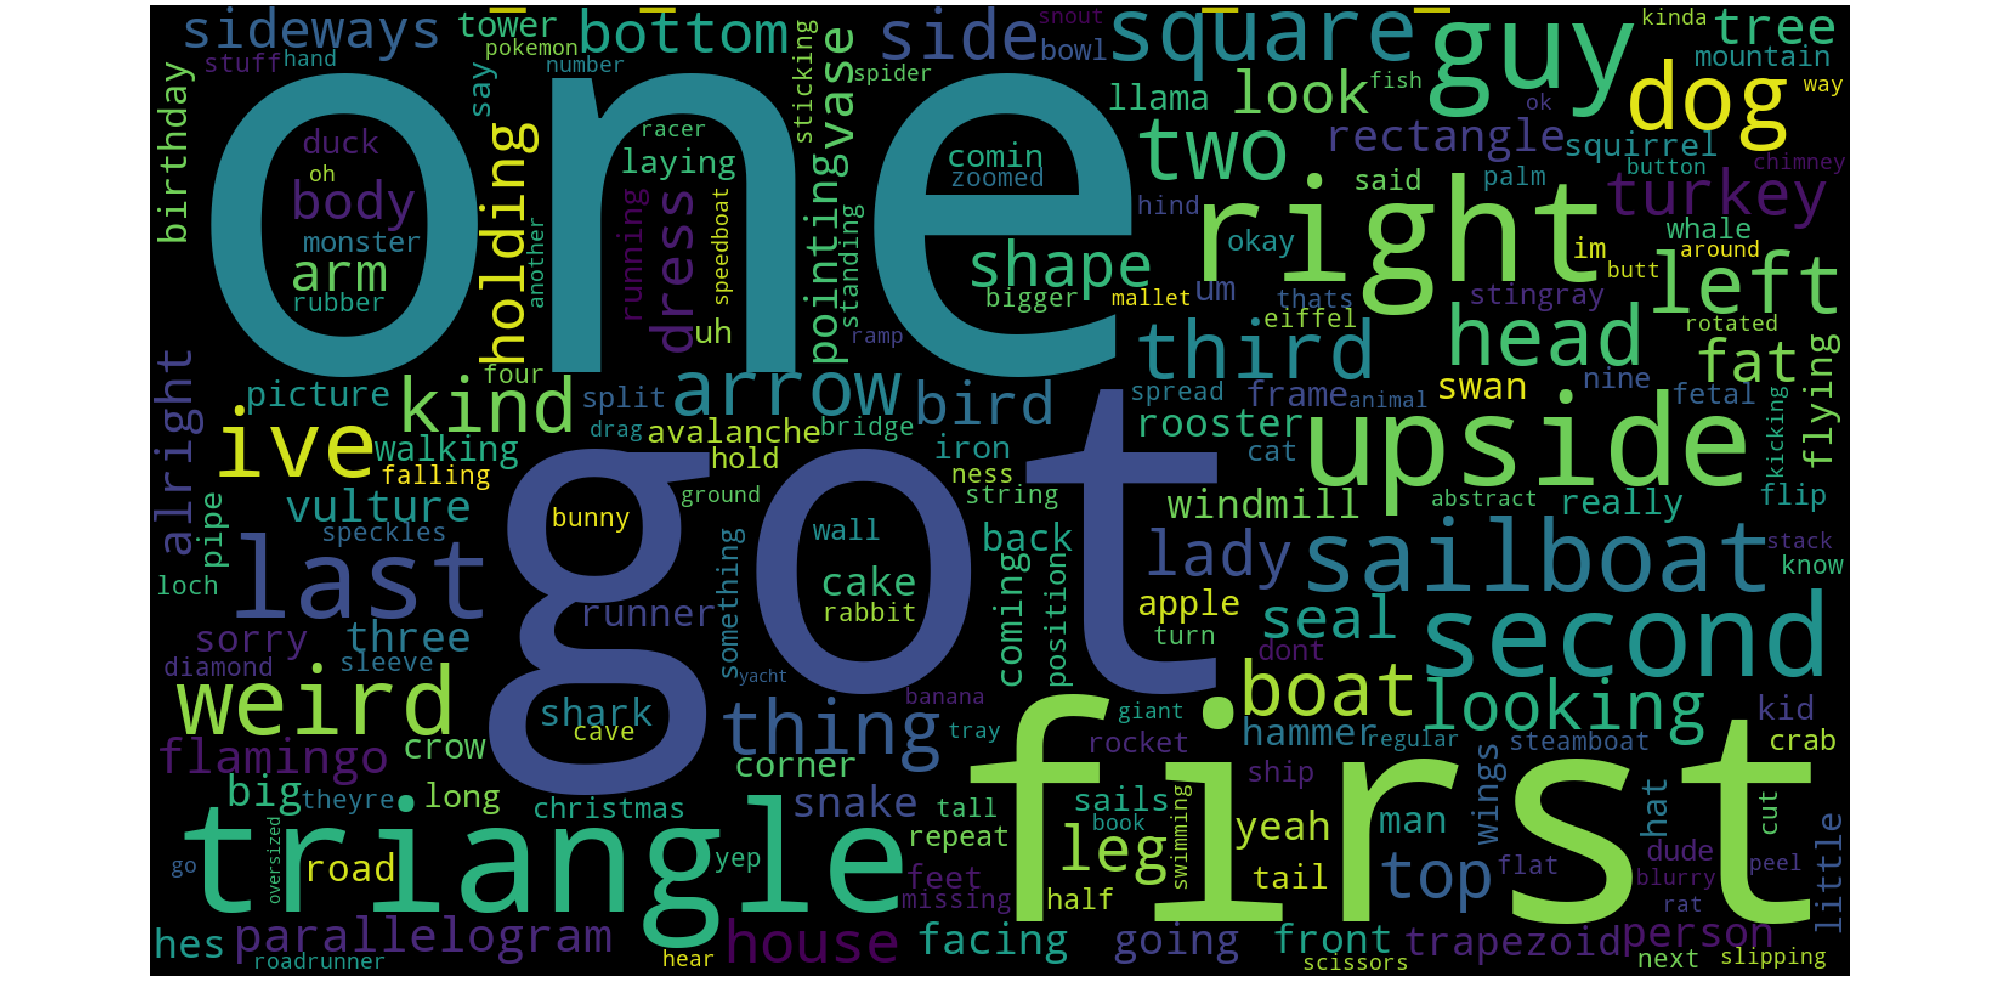 sideways
tower
bottom
side
snout
square
guy
kinda
tree
stuff
hand
pokemon
number
bowl
mountain
birthday
say
sticking
vase
spider
llama
look
fish
ok
dog
way
one
duck
oh
body
monster
arm
rubber
holding
another
racer
laying
running
dress
speedboat
uh
pointing
standing
comin
zoomed
two
rectangle
squirrel
button
chimney
hind
said
palm
turkey
right
okay
whale
im
around
butt
shape
bigger
mallet
um
thats
stingray
left
eiffel
rotated
ramp
third
head
fat
flying
alright
picture
four
kind
split
arrow
bird
spread
frame
animal
swan
nine
fetal
ive
walking
falling
drag
avalanche
bridge
hold
iron
ness
rooster
cat
upside
kicking
pipe
vulture
speckles
ground
string
windmill
abstract
really
flip
bunny
got
wall
back
last
loch
something
cake
rabbit
coming
position
lady
sailboat
stack
know
runner
apple
turn
seal
second
sorry
three
diamond
sleeve
yacht
dont
weird
shark
cave
thing
banana
tray
giant
boat
looking
kid
flamingo
crow
corner
rocket
hammer
regular
steamboat
crab
big
theyre
long
christmas
snake
tall
sails
ship
wings
hat
cut
little
first
triangle
go
oversized
road
yep
repeat
book
leg
swimming
yeah
man
feet
missing
half
tail
top
flat
dude
blurry
peel
rat
hes
parallelogram
house
facing
going
front
trapezoid
person
roadrunner
hear
scissors
next
slipping